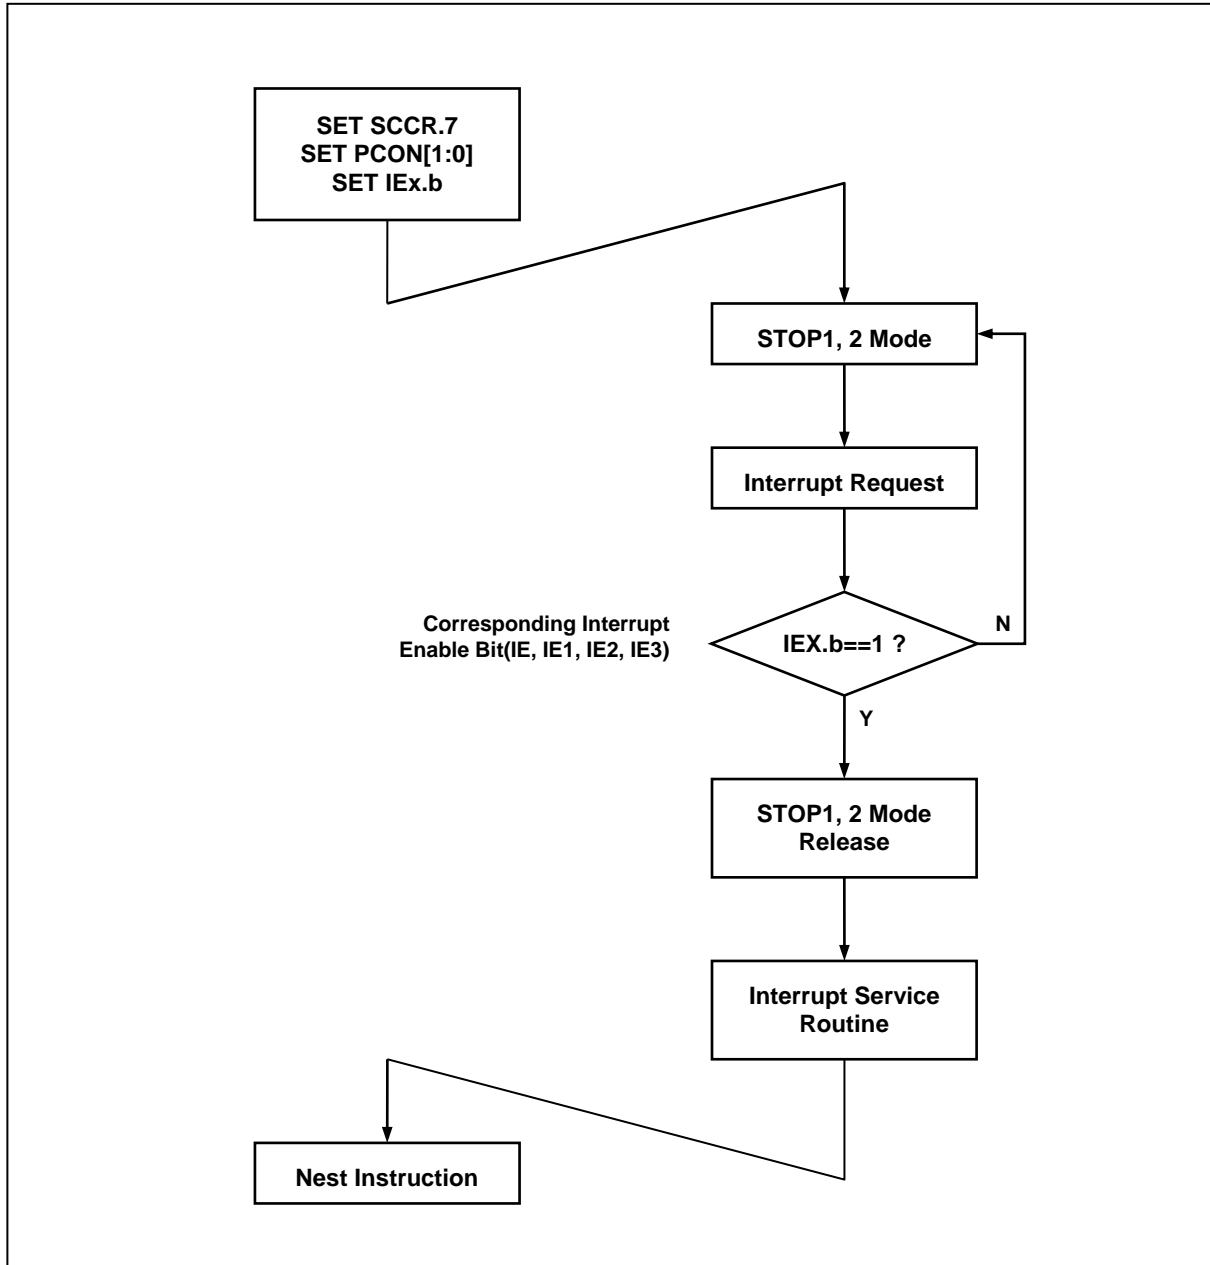 SET SCCR.7
SET PCON[1:0]
SET IEx.b
STOP1, 2 Mode
Interrupt Request
Corresponding Interrupt
Enable Bit(IE, IE1, IE2, IE3)
IEX.b==1 ?
N
Y
STOP1, 2 Mode
Release
Interrupt Service
Routine
Nest Instruction